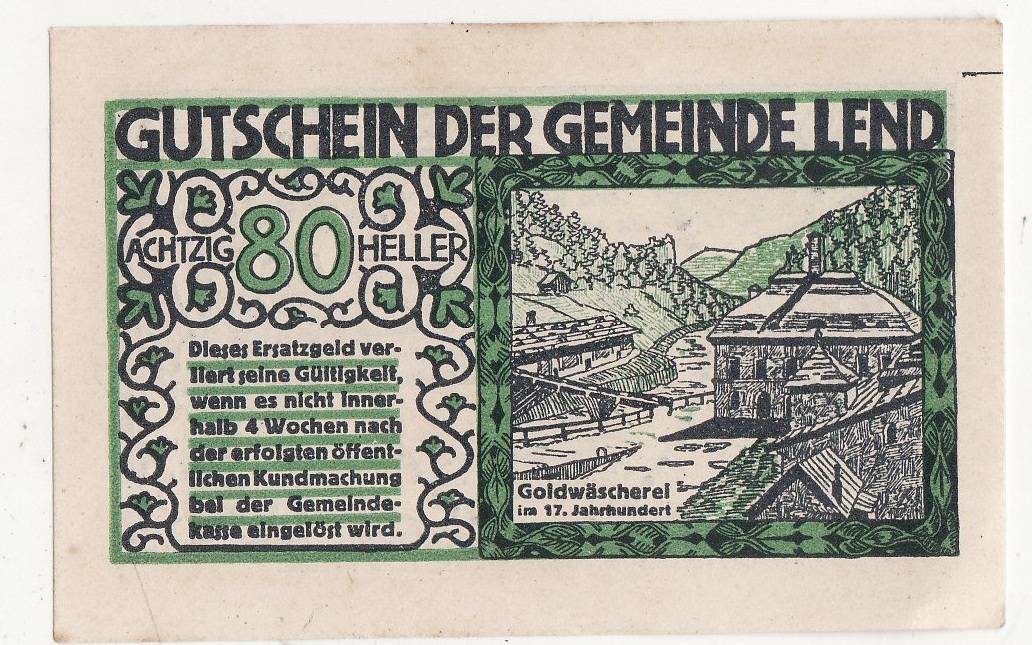 GUTSCHEIN DER GEMEINDE LEND
ACHTZIG 80 HELLER
Dieses Ersatzgeld ver-
liert seine Gültigkeit,
wenn es nicht inner-
halb 4 Wochen nach
der erfolgten öffent-
lichen Kundmachung
bei der Gemeinde-
kasse eingelöst wird.
Goldwäscherei
im 17. Jahrhundert